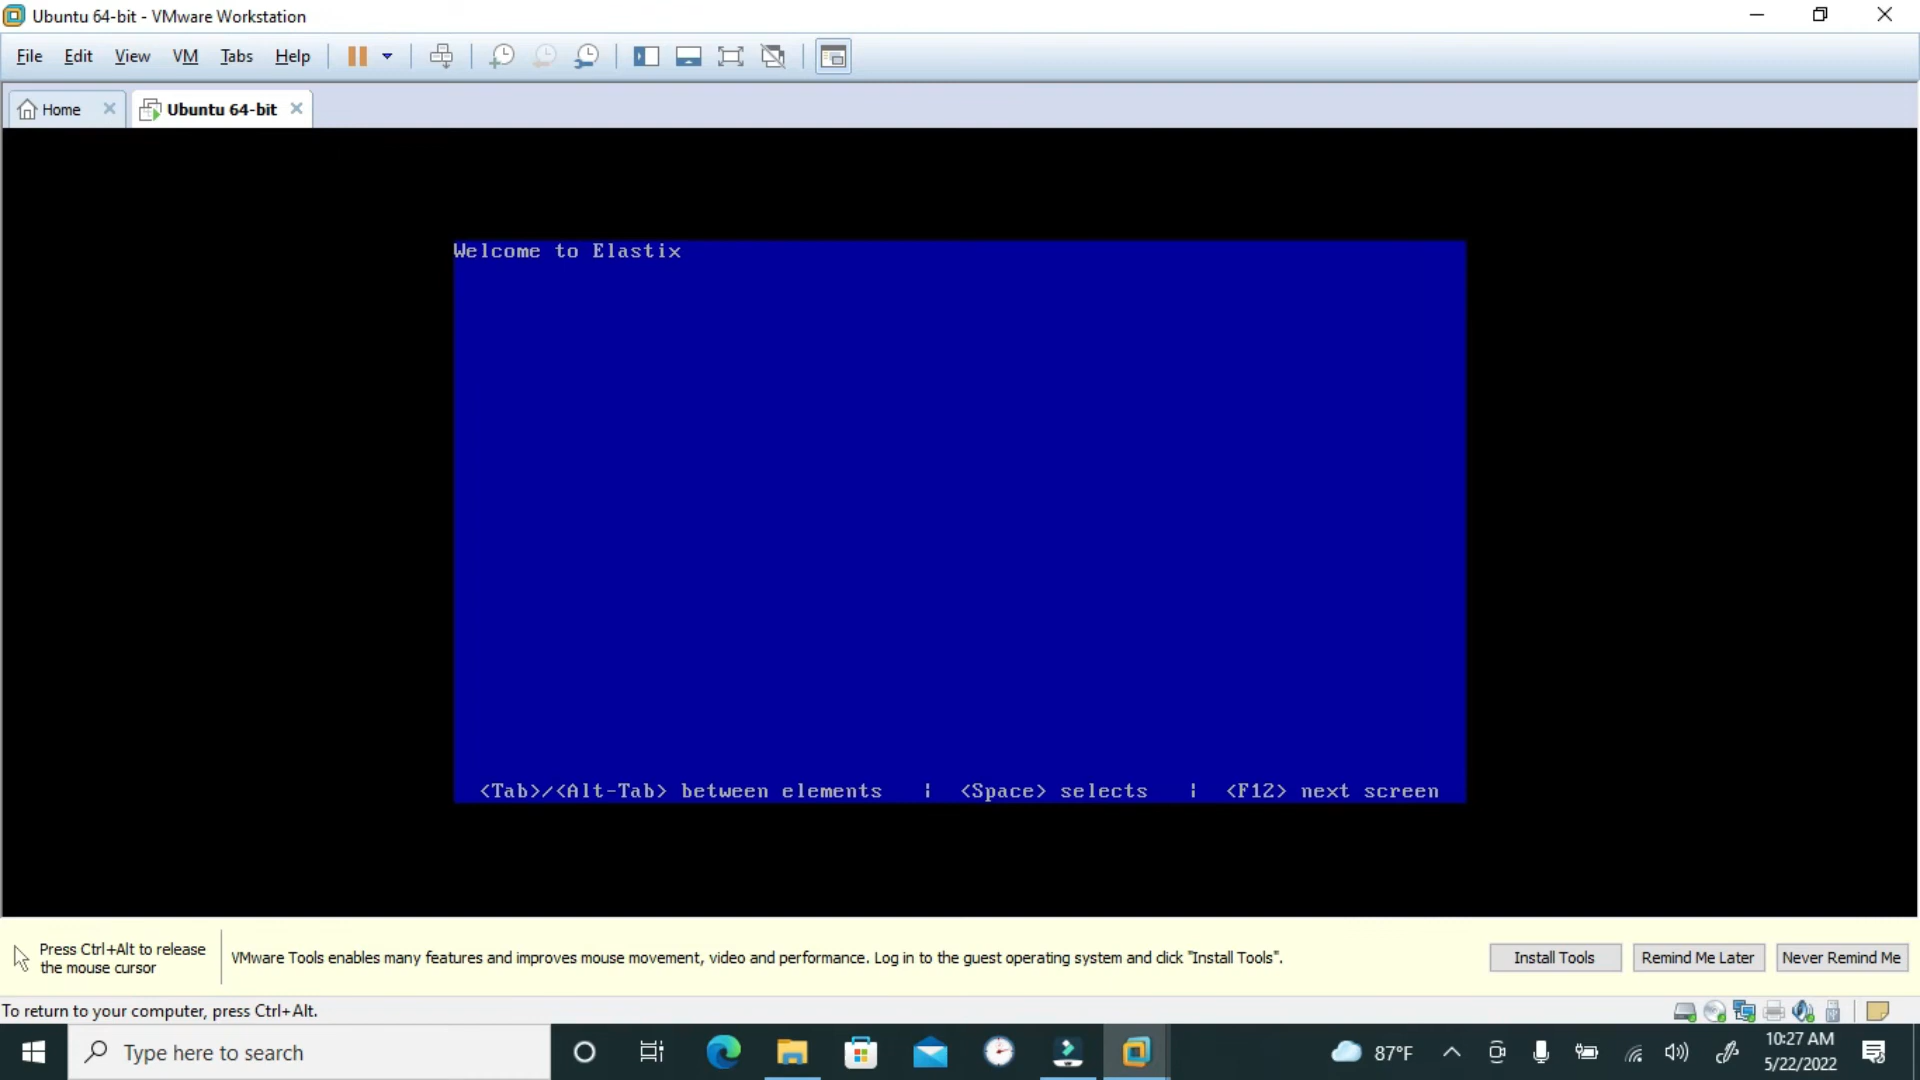 Ubuntu 64-bit - VMware Workstation
File Edit View VM Tabs Help
Home Ubuntu 64-bit
Welcome to Elastix
<Tab>/<Alt-Tab> between elements | <Space> selects | <F12> next screen
Press Ctrl+Alt to release
the mouse cursor
VMware Tools enables many features and improves mouse movement, video and performance. Log in to the guest operating system and click "Install Tools".
Install Tools Remind Me Later Never Remind Me
To return to your computer, press Ctrl+Alt.
Type here to search
87°F
10:27 AM
5/22/2022